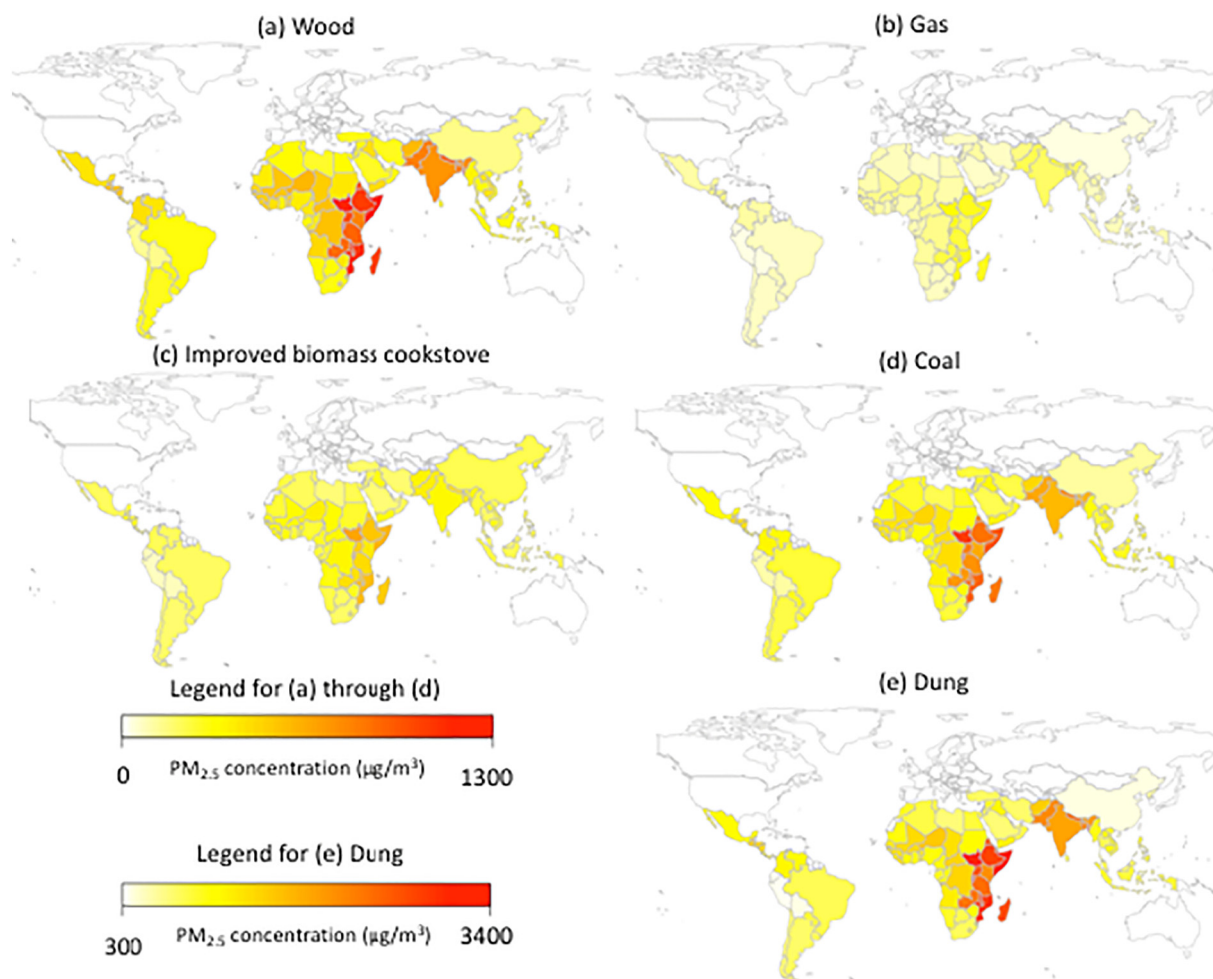 (a) Wood
(b) Gas
(c) Improved biomass cookstove
(d) Coal
Legend for (a) through (d)
0 PM₂.₅ concentration (μg/m³) 1300
(e) Dung
Legend for (e) Dung
300 PM₂.₅ concentration (μg/m³) 3400